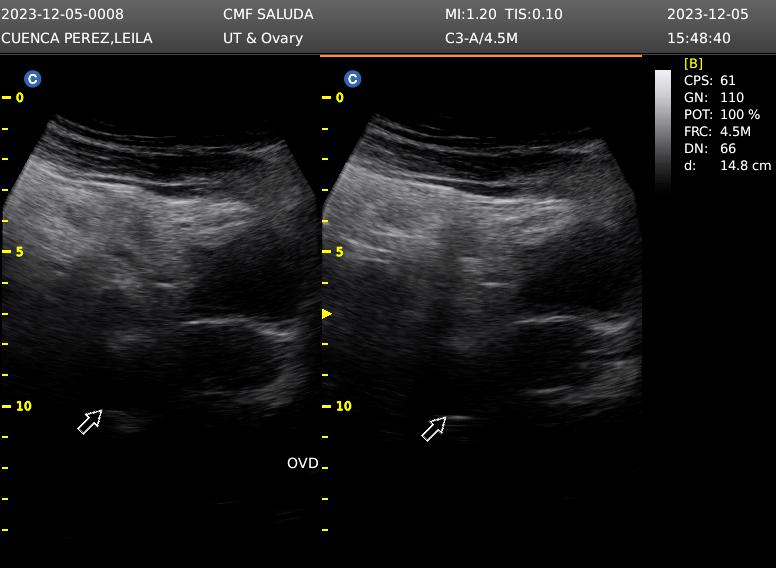 2023-12-05-0008 CMF SALUDA MI:1.20 TIS:0.10 2023-12-05
CUENCA PEREZ,LEILA UT & Ovary C3-A/4.5M 15:48:40
C C [B]
0 0 CPS: 61
GN: 110
POT: 100 %
FRC: 4.5M
DN: 66
d: 14.8 cm
5 5
10 10
OVD